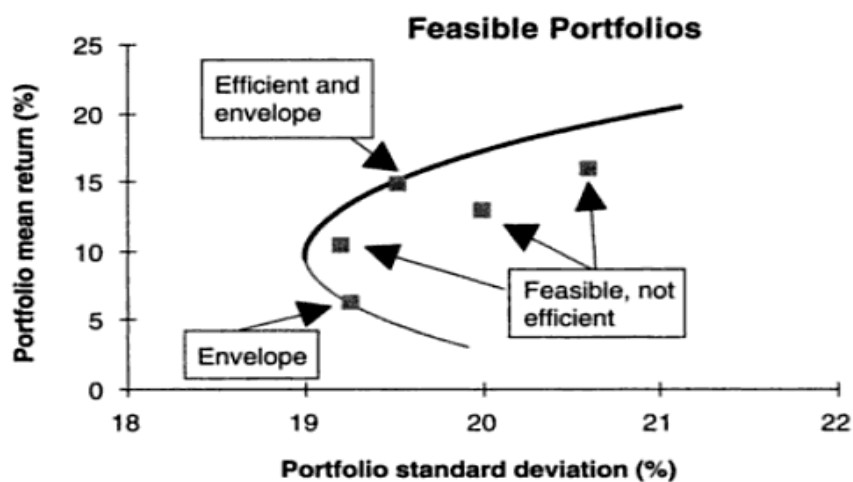 Feasible Portfolios
Portfolio mean return (%)
25
20
15
10
5
0
Efficient and
envelope
Feasible, not
efficient
Envelope
18
19
20
21
22
Portfolio standard deviation (%)